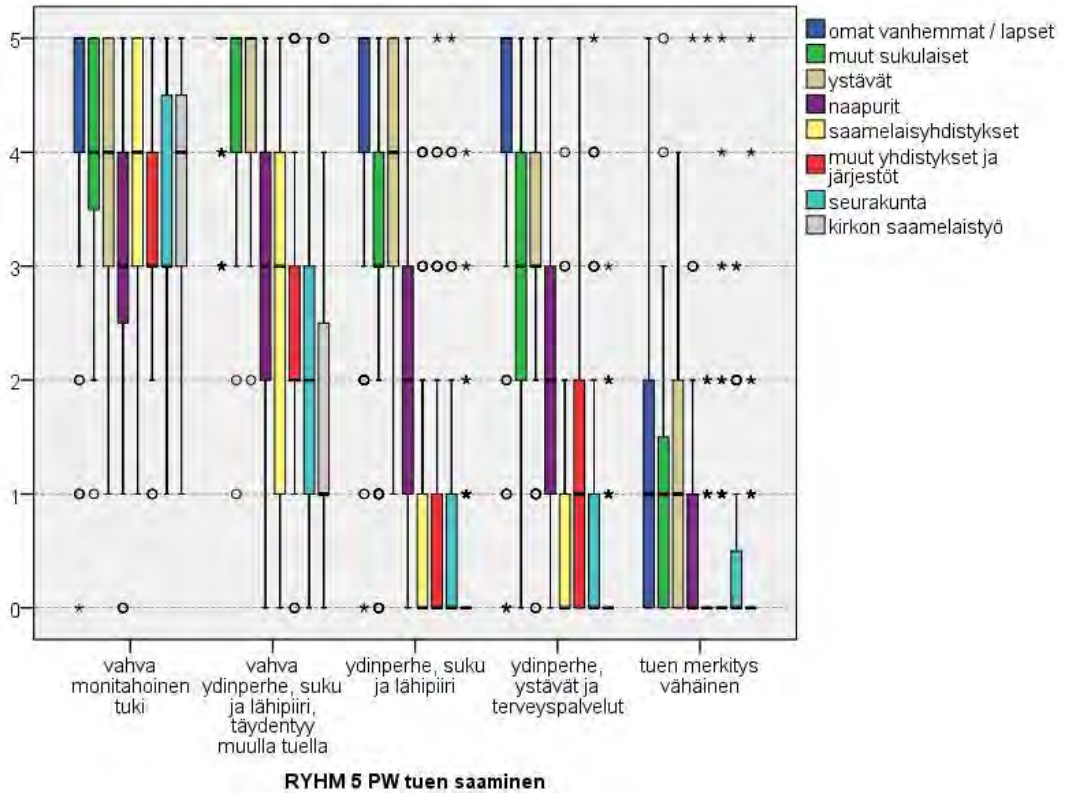 5
4
3
2
1
0
omat vanhemmat / lapset
muut sukulaiset
ystävät
naapurit
saamelaisyhdistykset
muut yhdistykset ja
järjestöt
seurakunta
kirkon saamelaistyö
vahva
monitahoinen
tuki
vahva
ydinperhe, suku
ja lähipiiri,
täydentyy
muulla tuella
ydinperhe, suku
ja lähipiiri
ydinperhe,
ystävät ja
terveyspalvelut
tuen merkitys
vähäinen
RYHM 5 PW tuen saaminen